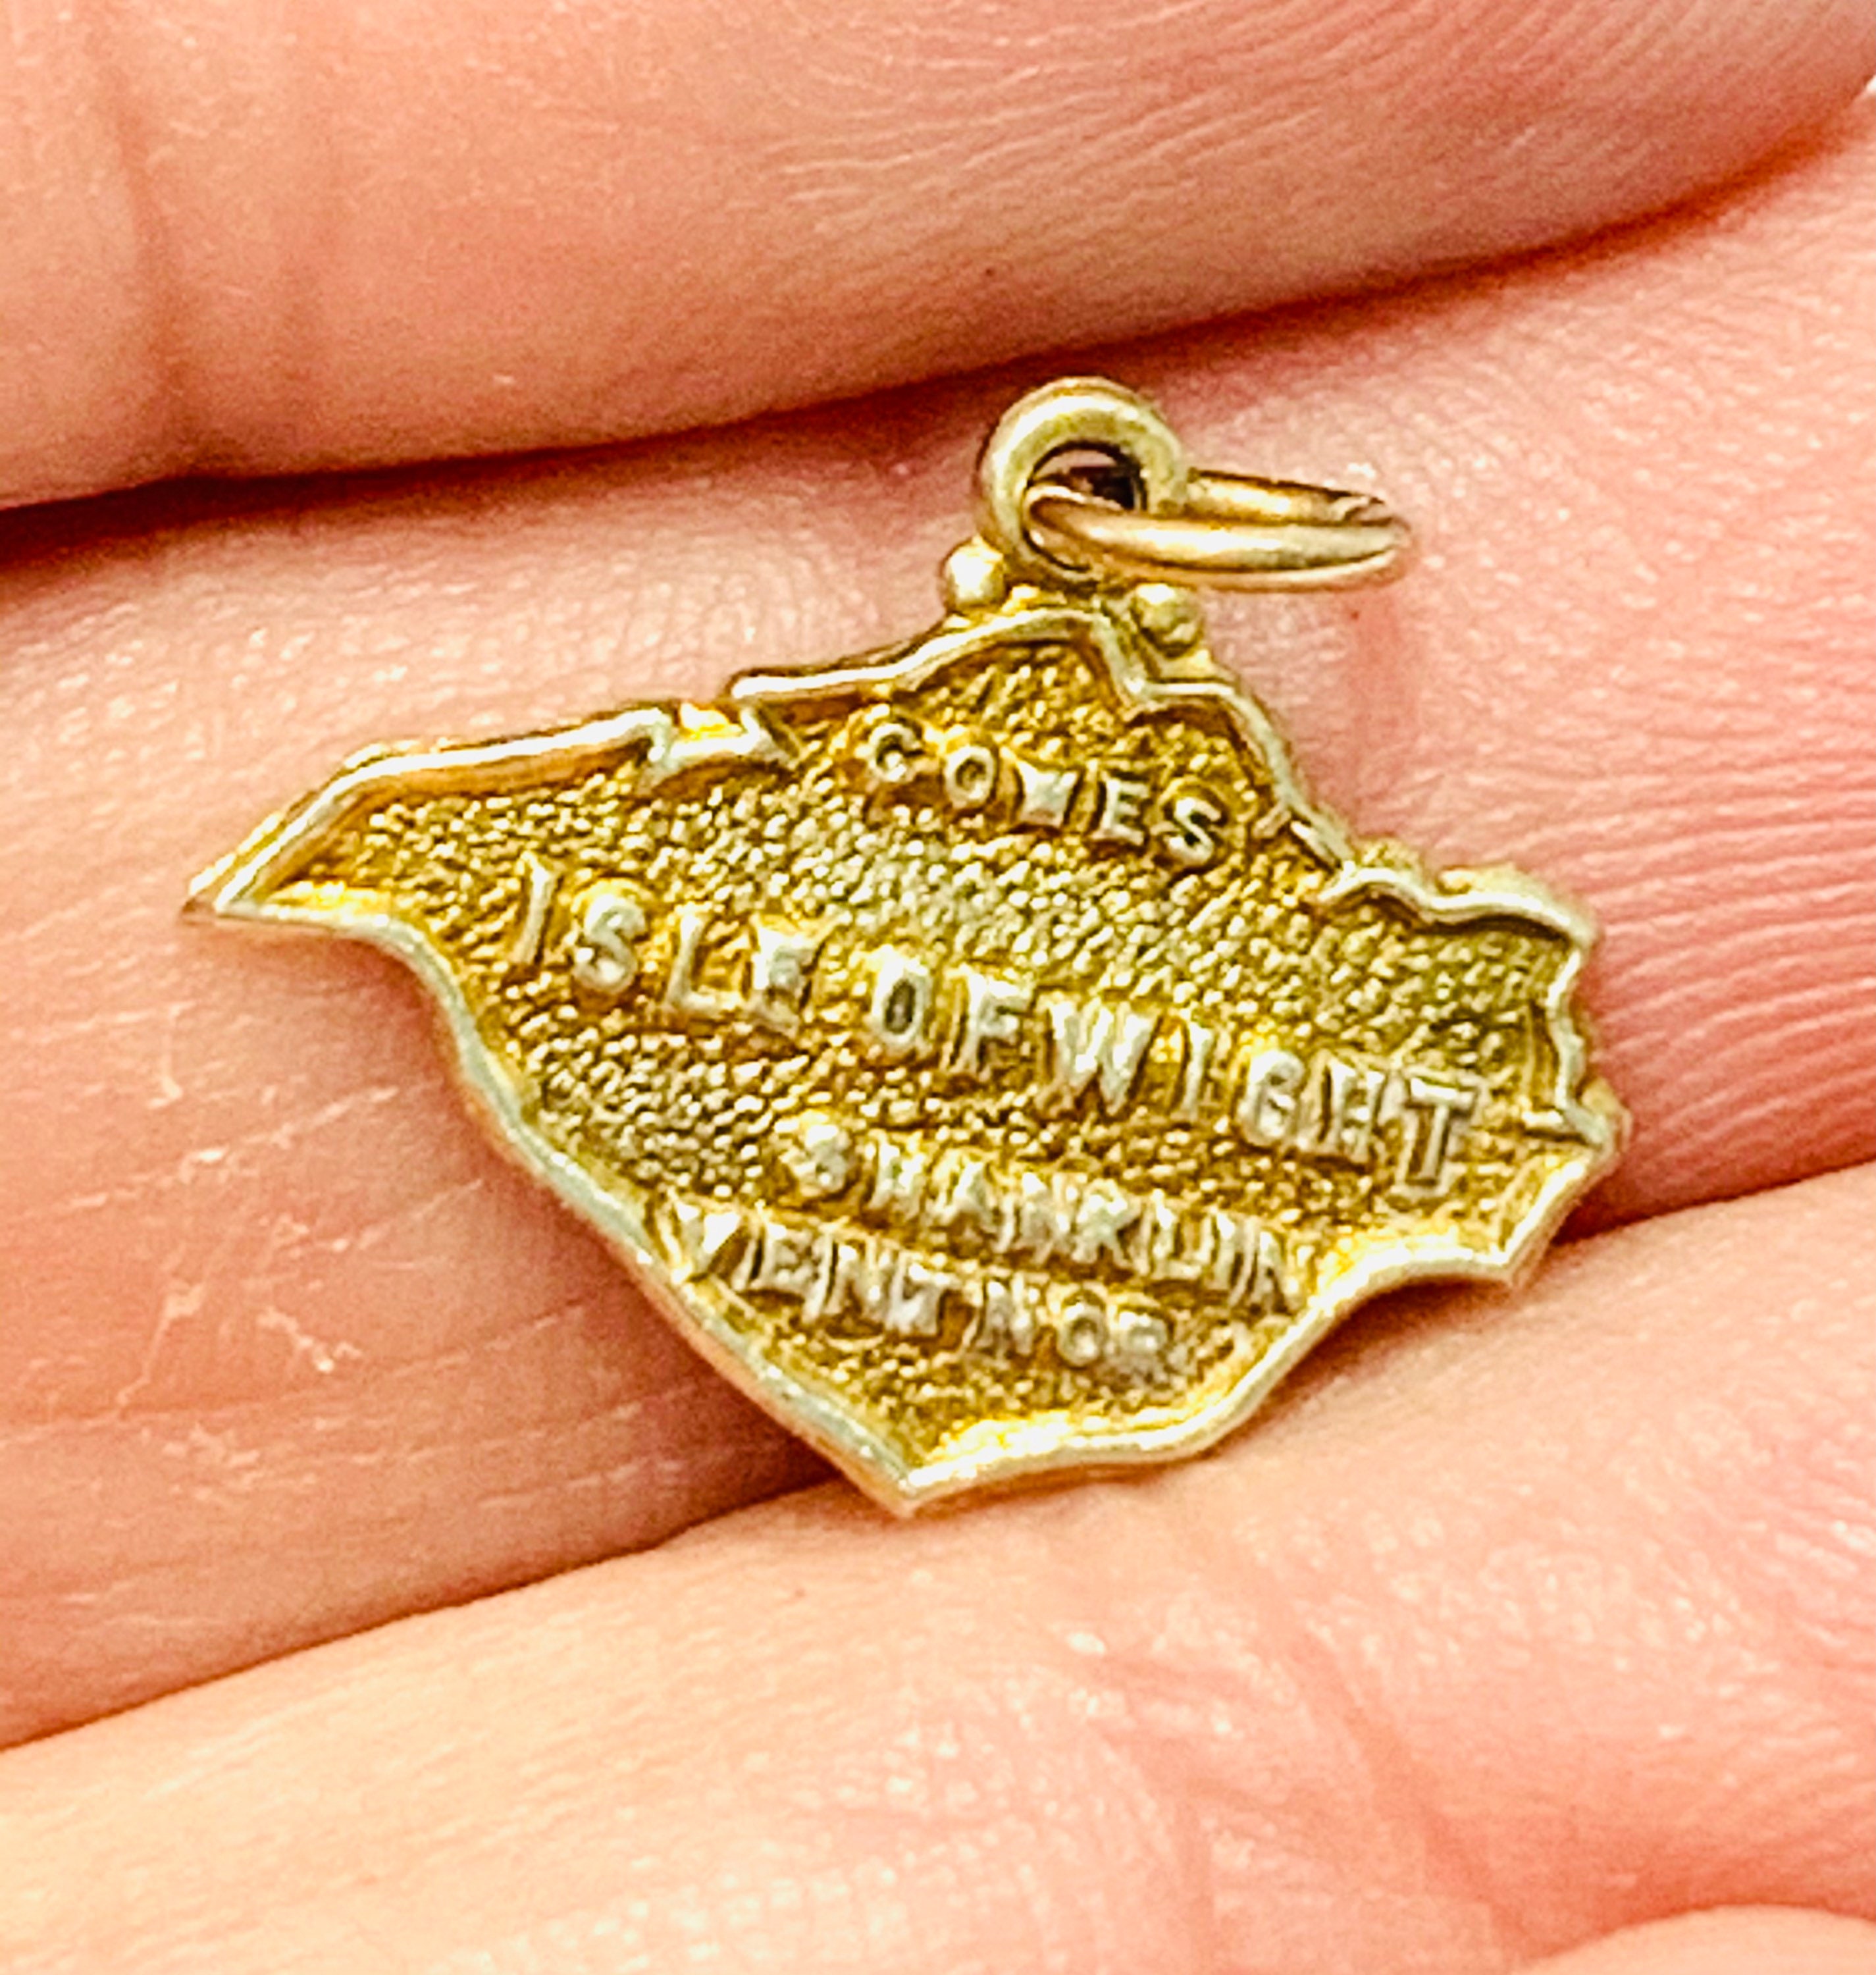 COWES
ISLE OF WIGHT
SHANKLIN
VENTNOR